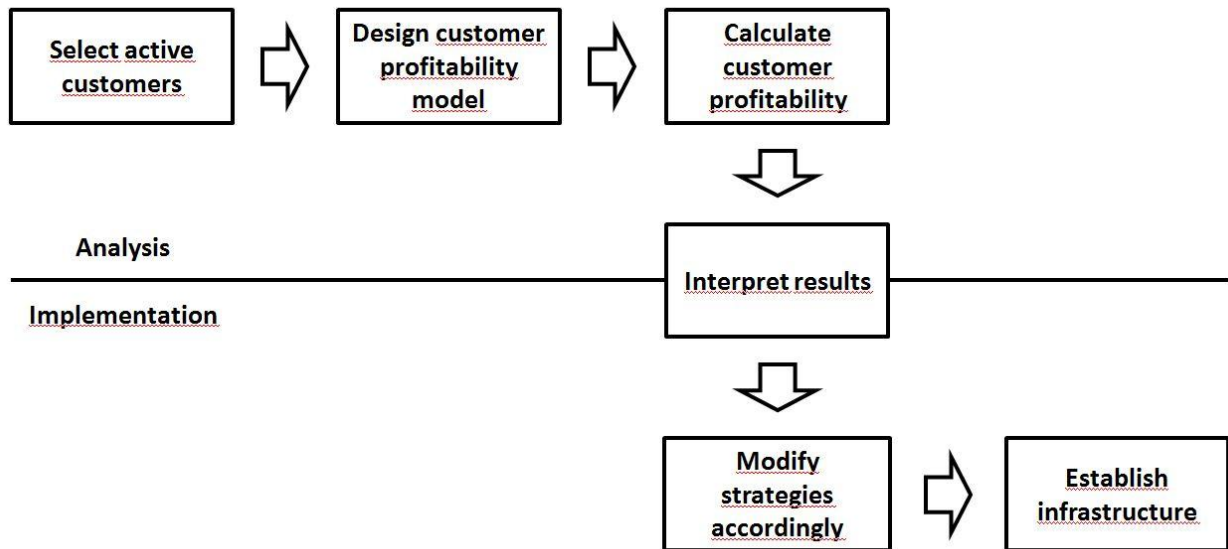 Select active
customers
Design customer
profitability
model
Calculate
customer
profitability
Analysis
Interpret results
Implementation
Modify
strategies
accordingly
Establish
infrastructure